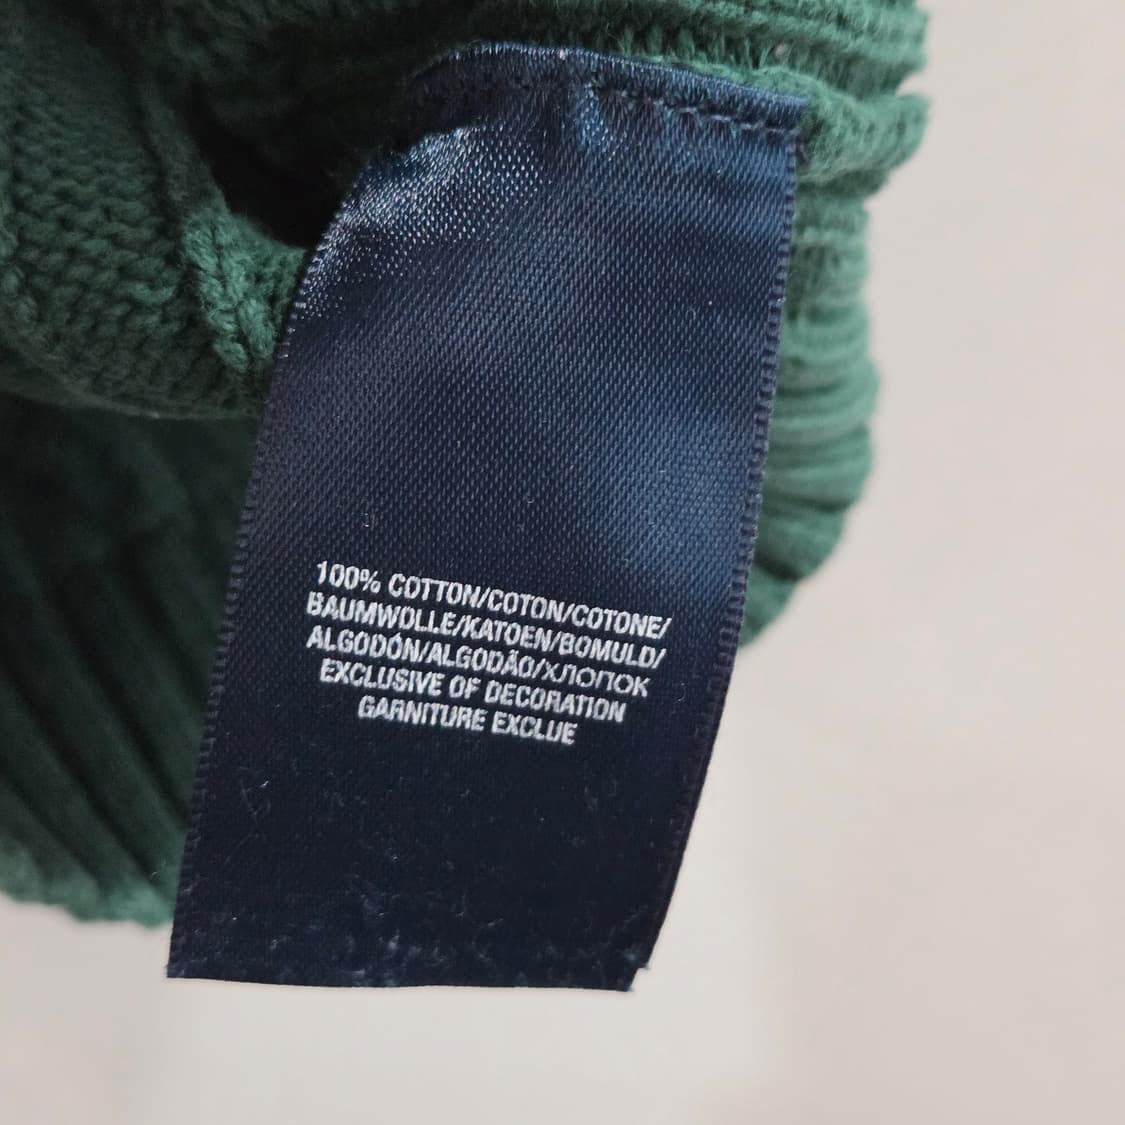 100% COTTON/COTON/COTONE/
BAUMWOLLE/KATOEN/BOMULD/
ALGODÓN/ALGODÃO/ХЛОПОК
EXCLUSIVE OF DECORATION
GARNITURE EXCLUE